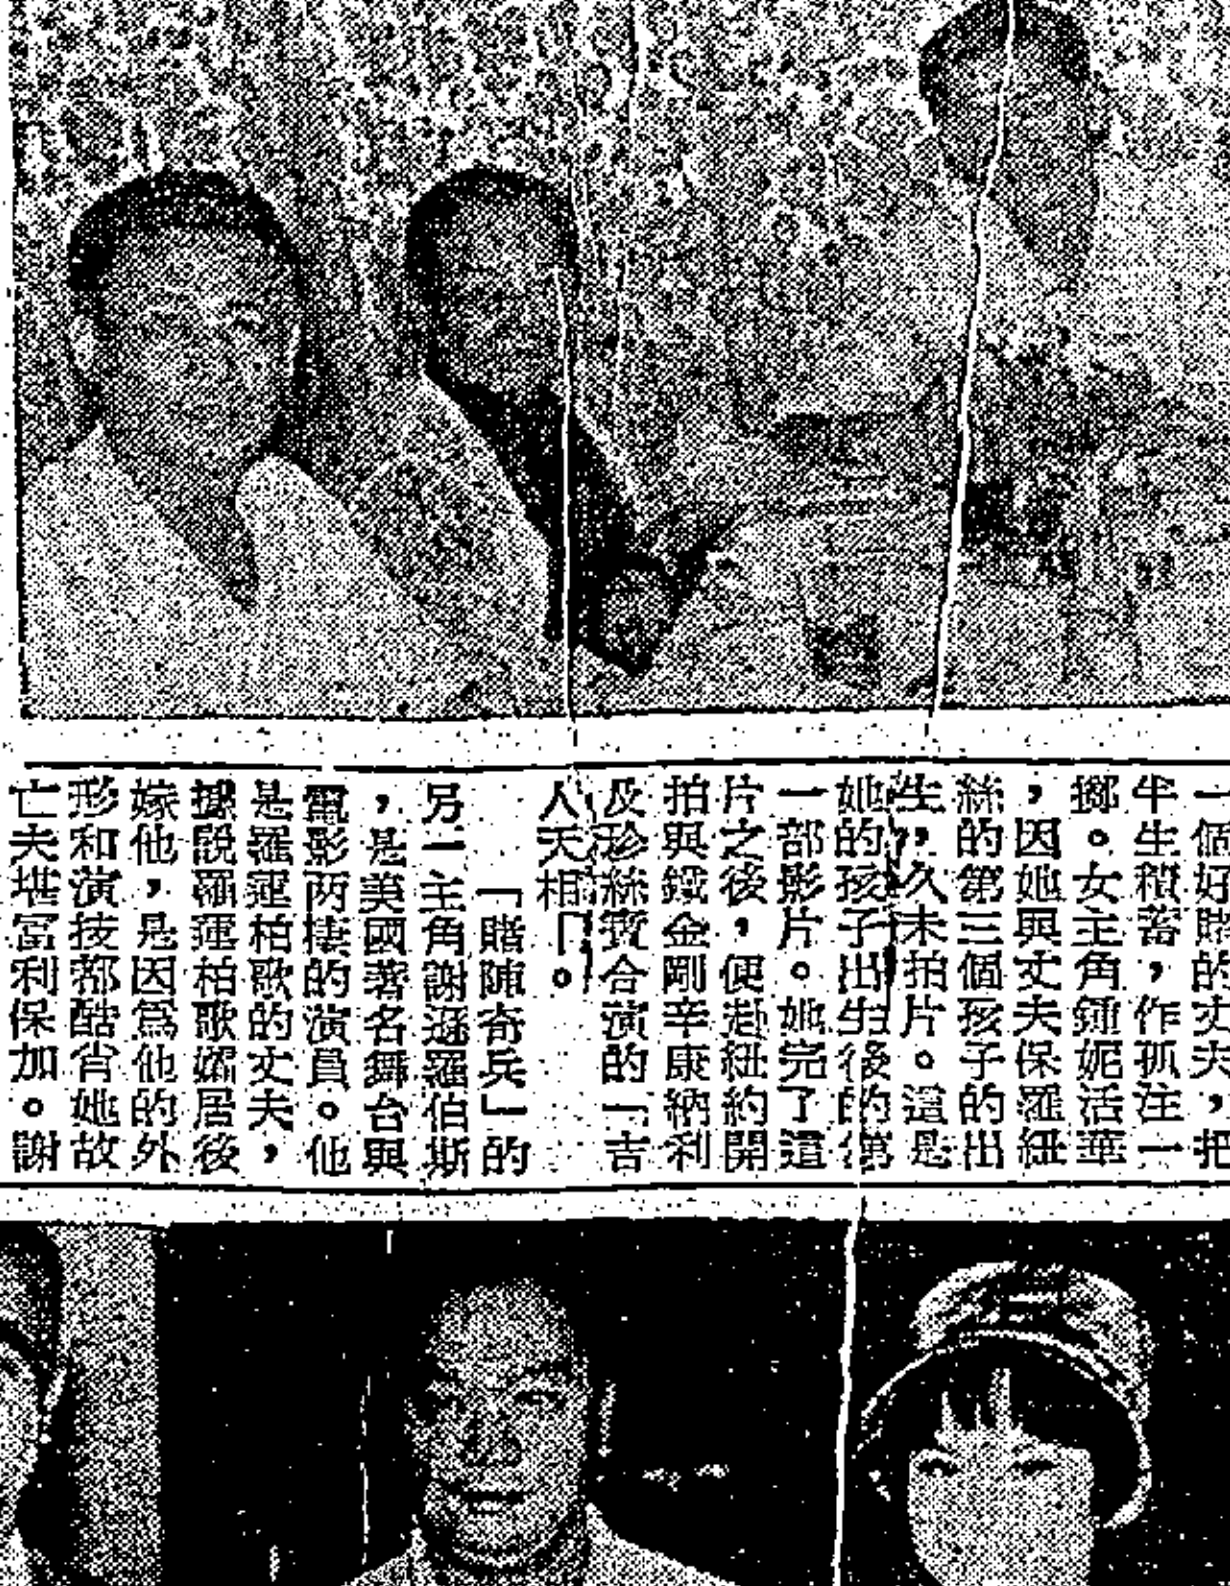 一個好賭的丈夫，把
半生積蓄，作孤注一
擲。女主角鍾妮活華
，因她與丈夫保羅紐
絲的第三個孩子的出
生，久未拍片。這是
她的孩子出生後的第
一部影片。她完了這
片之後，便赴紐約開
拍與鐵金剛辛康納利
及珍絲寶合演的「吉
人天相」。
「賭陣奇兵」的
另一主角謝遜羅伯斯
，是美國著名舞台與
電影两棲的演員。他
是羅蓮柏歌的丈夫，
據說羅蓮柏歌孀居後
嫁他，是因為他的外
形和演技都酷肖她故
亡夫堪富利保加。謝